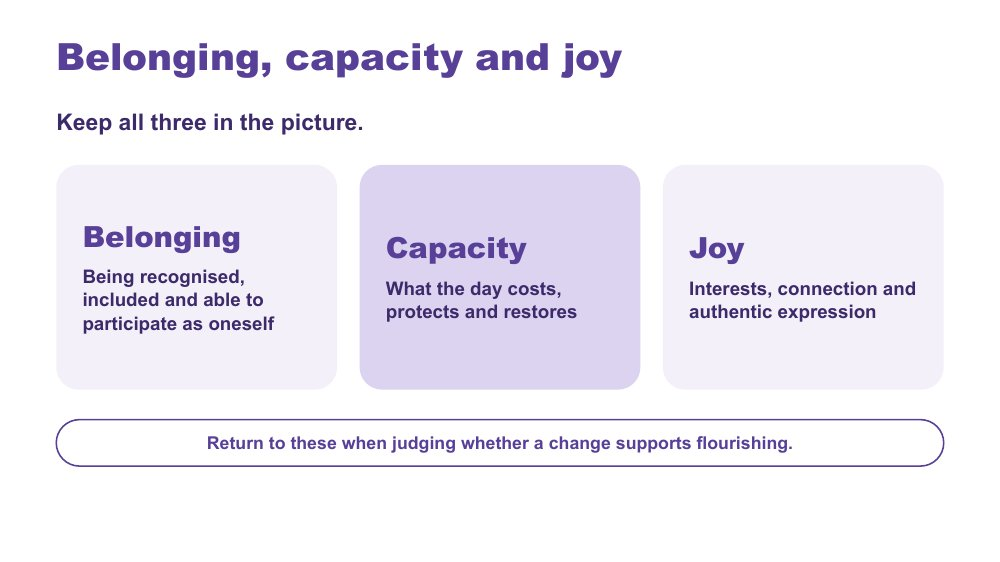 Belonging, capacity and joy
Keep all three in the picture.
Belonging
Being recognised,
included and able to
participate as oneself
Capacity
What the day costs,
protects and restores
Joy
Interests, connection and
authentic expression
Return to these when judging whether a change supports flourishing.